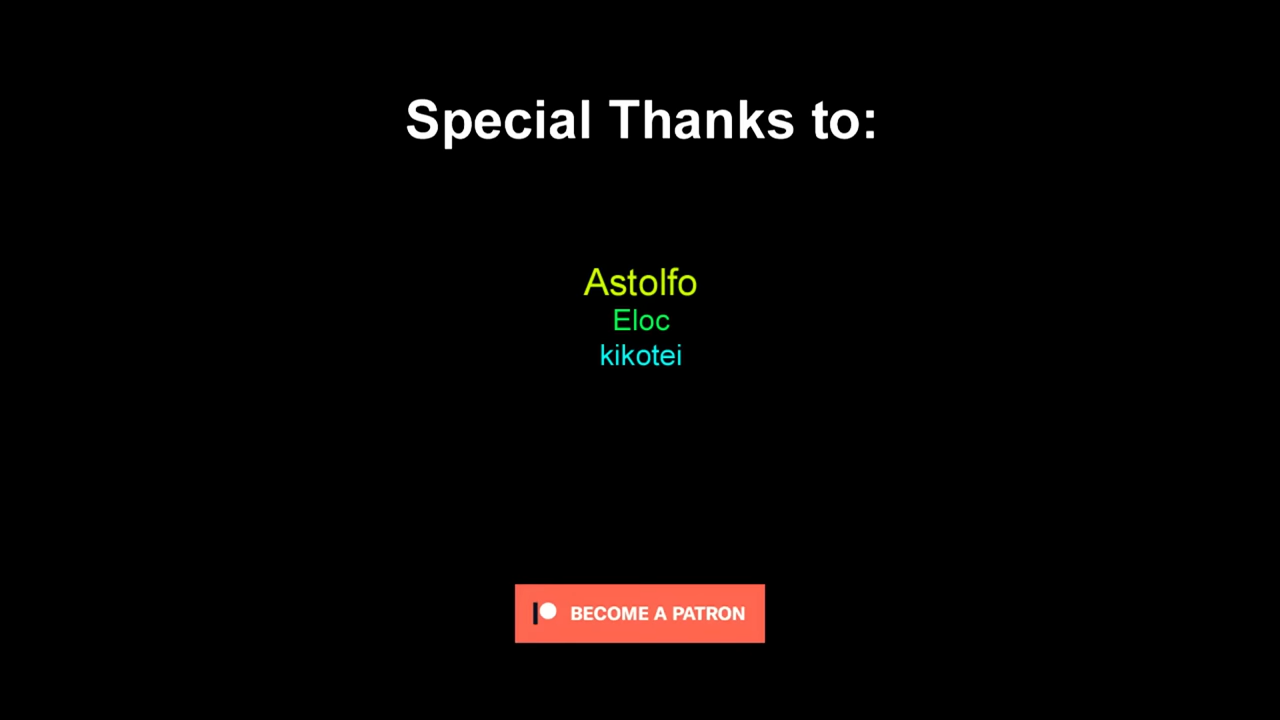 Special Thanks to:
Astolfo
Eloc
kikotei
BECOME A PATRON